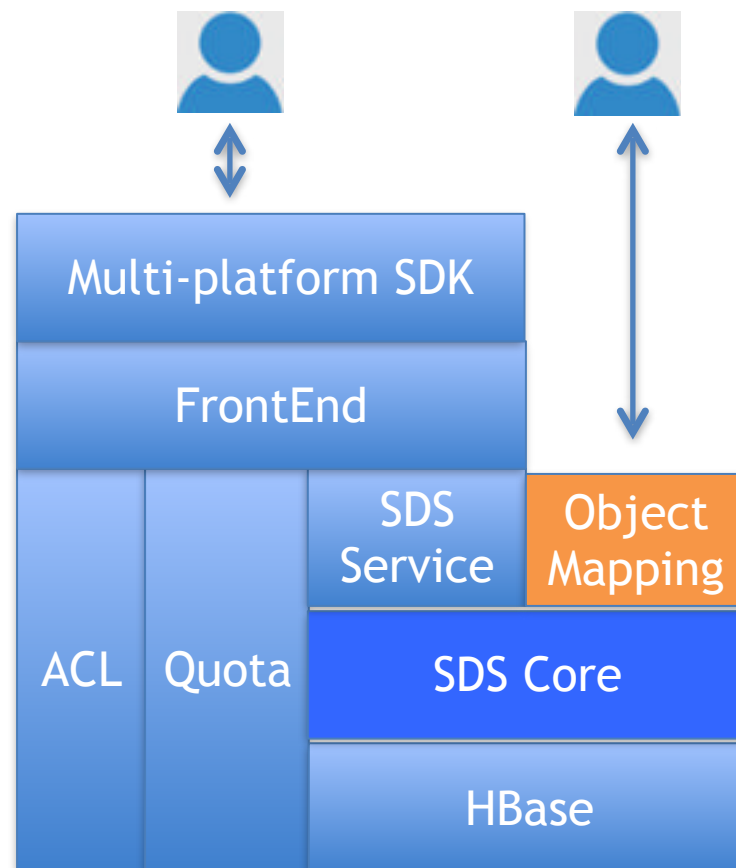 Multi-platform SDK
FrontEnd
SDS
Service
Object
Mapping
ACL
Quota
SDS Core
HBase